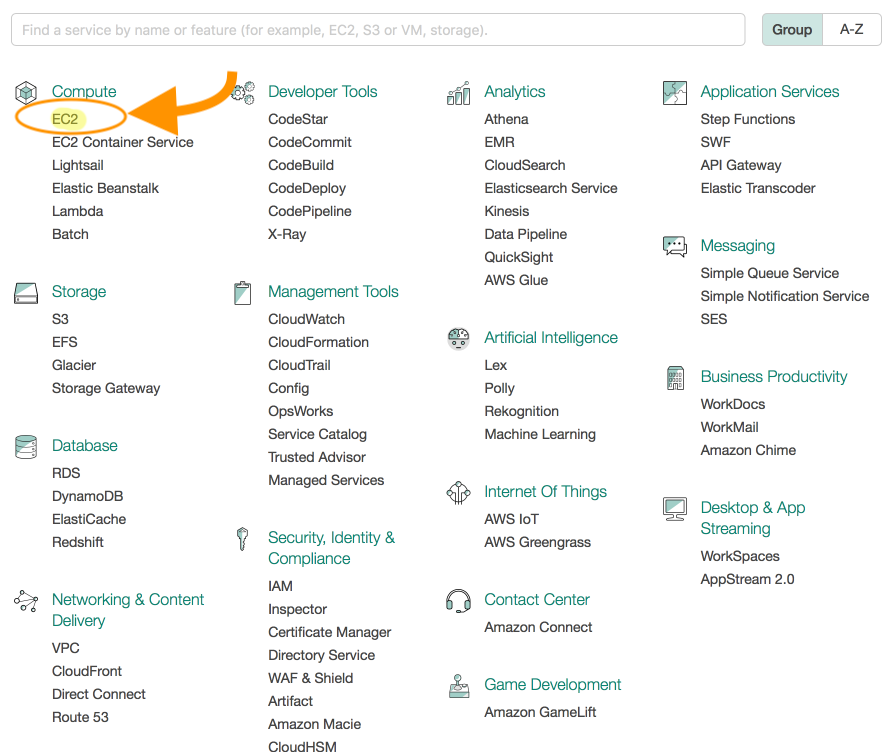 Find a service by name or feature (for example, EC2, S3 or VM, storage).
Group
A-Z
Compute
EC2
EC2 Container Service
Lightsail
Elastic Beanstalk
Lambda
Batch
Storage
S3
EFS
Glacier
Storage Gateway
Database
RDS
DynamoDB
ElastiCache
Redshift
Networking & Content
Delivery
VPC
CloudFront
Direct Connect
Route 53
Developer Tools
CodeStar
CodeCommit
CodeBuild
CodeDeploy
CodePipeline
X-Ray
Management Tools
CloudWatch
CloudFormation
CloudTrail
Config
OpsWorks
Service Catalog
Trusted Advisor
Managed Services
Security, Identity &
Compliance
IAM
Inspector
Certificate Manager
Directory Service
WAF & Shield
Artifact
Amazon Macie
CloudHSM
Analytics
Athena
EMR
CloudSearch
Elasticsearch Service
Kinesis
Data Pipeline
QuickSight
AWS Glue
Artificial Intelligence
Lex
Polly
Rekognition
Machine Learning
Internet Of Things
AWS IoT
AWS Greengrass
Contact Center
Amazon Connect
Game Development
Amazon GameLift
Application Services
Step Functions
SWF
API Gateway
Elastic Transcoder
Messaging
Simple Queue Service
Simple Notification Service
SES
Business Productivity
WorkDocs
WorkMail
Amazon Chime
Desktop & App
Streaming
WorkSpaces
AppStream 2.0